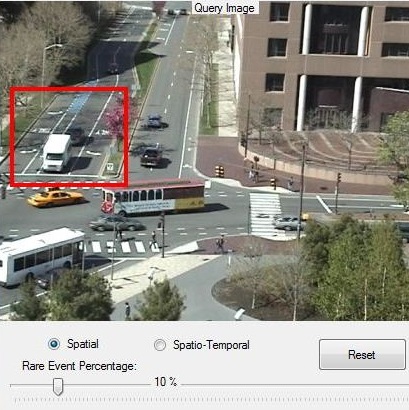 Query Image
Spatial
Spatio-Temporal
Rare Event Percentage:
10 %
Reset